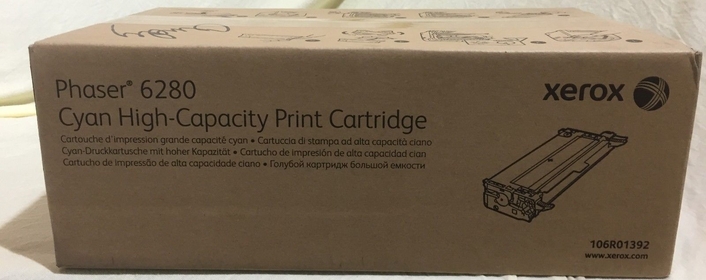 Phaser® 6280
Cyan High-Capacity Print Cartridge
Cartouche d'impression grande capacité cyan • Cartuccia di stampa ad alta capacità ciano
Cyan-Druckkartusche mit hoher Kapazität • Cartucho de impresión de alta capacidad cian
Cartucho de impressão de alta capacidade ciano • Голубой картридж большой емкости
xerox
106R01392
www.xerox.com